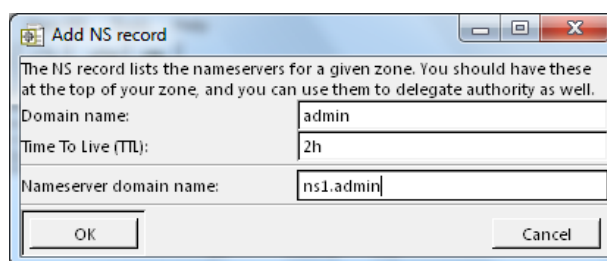 Add NS record
The NS record lists the nameservers for a given zone. You should have these
at the top of your zone, and you can use them to delegate authority as well.
Domain name: admin
Time To Live (TTL): 2h
Nameserver domain name: ns1.admin
OK Cancel